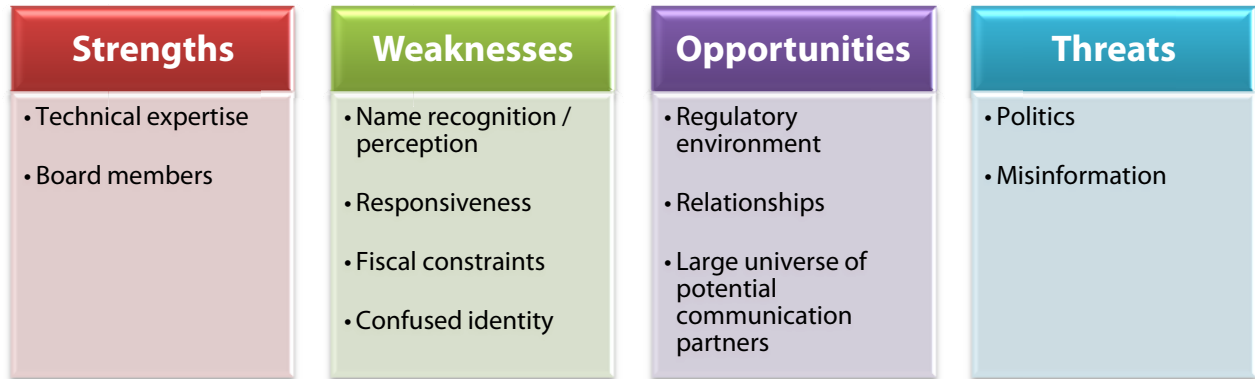 Strengths
• Technical expertise
• Board members
Weaknesses
• Name recognition /
perception
• Responsiveness
• Fiscal constraints
• Confused identity
Opportunities
• Regulatory
environment
• Relationships
• Large universe of
potential
communication
partners
Threats
• Politics
• Misinformation